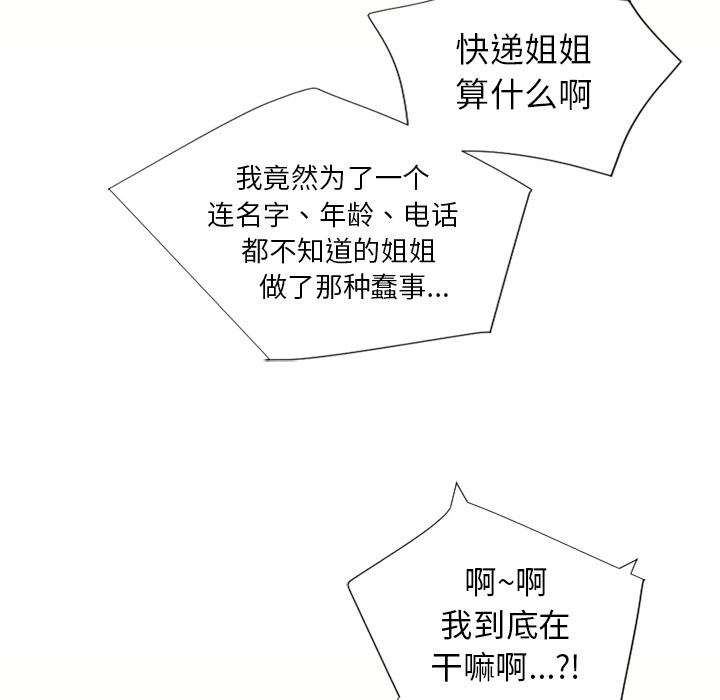 快递姐姐
算什么啊
我竟然为了一个
连名字、年龄、电话
都不知道的姐姐
做了那种蠢事...
啊~啊
我到底在
干嘛啊...?!